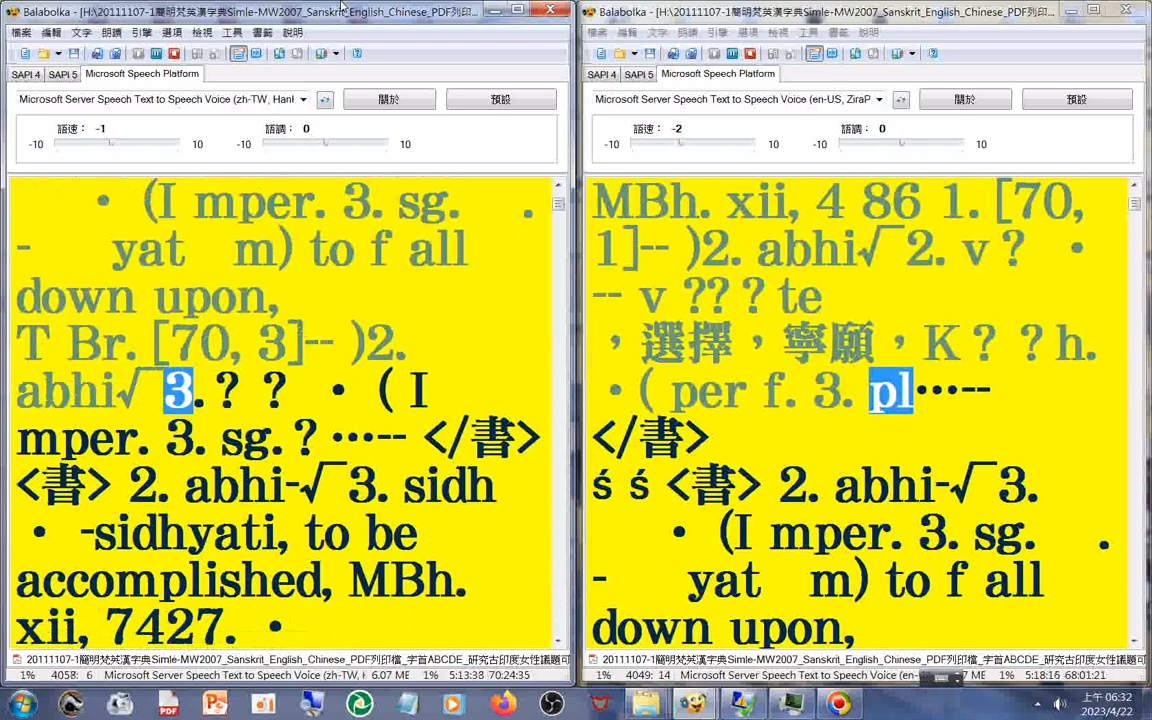 Balabolka - [H:\20111107-1簡明梵英漢字典Simle-MW2007_Sanskrit_English_Chinese_PDF列印...
檔案 編輯 文字 朗讀 引擎 選項 檢視 工具 書籤 說明
SAPI 4 SAPI 5 Microsoft Speech Platform
Microsoft Server Speech Text to Speech Voice (zh-TW, HanI
關於 預設
語速： -1 語調： 0
-10 10 -10 10
• (I mper. 3. sg. .
- yat m) to f all
down upon,
T Br. [70, 3]-- )2.
abhi√ 3. ? ? • ( I
mper. 3. sg. ? …-- </書>
<書> 2. abhi-√ 3. sidh
• -sidhyati, to be
accomplished, MBh.
xii, 7427. •
20111107-1簡明梵英漢字典Simle-MW2007_Sanskrit_English_Chinese_PDF列印檔_字首ABCDE_研究古印度女性議題可
1% 4058: 6 Microsoft Server Speech Text to Speech Voice (zh-TW, H 6.07 ME 1% 5:13:38 70:24:35
Balabolka - [H:\20111107-1簡明梵英漢字典Simle-MW2007_Sanskrit_English_Chinese_PDF列印...
檔案 編輯 文字 朗讀 引擎 選項 檢視 工具 書籤 說明
SAPI 4 SAPI 5 Microsoft Speech Platform
Microsoft Server Speech Text to Speech Voice (en-US, ZiraP
關於 預設
語速： -2 語調： 0
-10 10 -10 10
MBh. xii, 4 86 1. [70,
1]-- )2. abhi√ 2. v ? •
-- v ?? ? te
，選擇，寧願，K ? ? h.
• ( per f. 3. pl…--
</書>
ś ś <書> 2. abhi-√ 3.
• (I mper. 3. sg. .
- yat m) to f all
down upon,
20111107-1簡明梵英漢字典Simle-MW2007_Sanskrit_English_Chinese_PDF列印檔_字首ABCDE_研究古印度女性議題可
1% 4049: 14 Microsoft Server Speech Text to Speech Voice (en-US, 1% 5:18:16 68:01:21
上午 06:32
2023/4/22